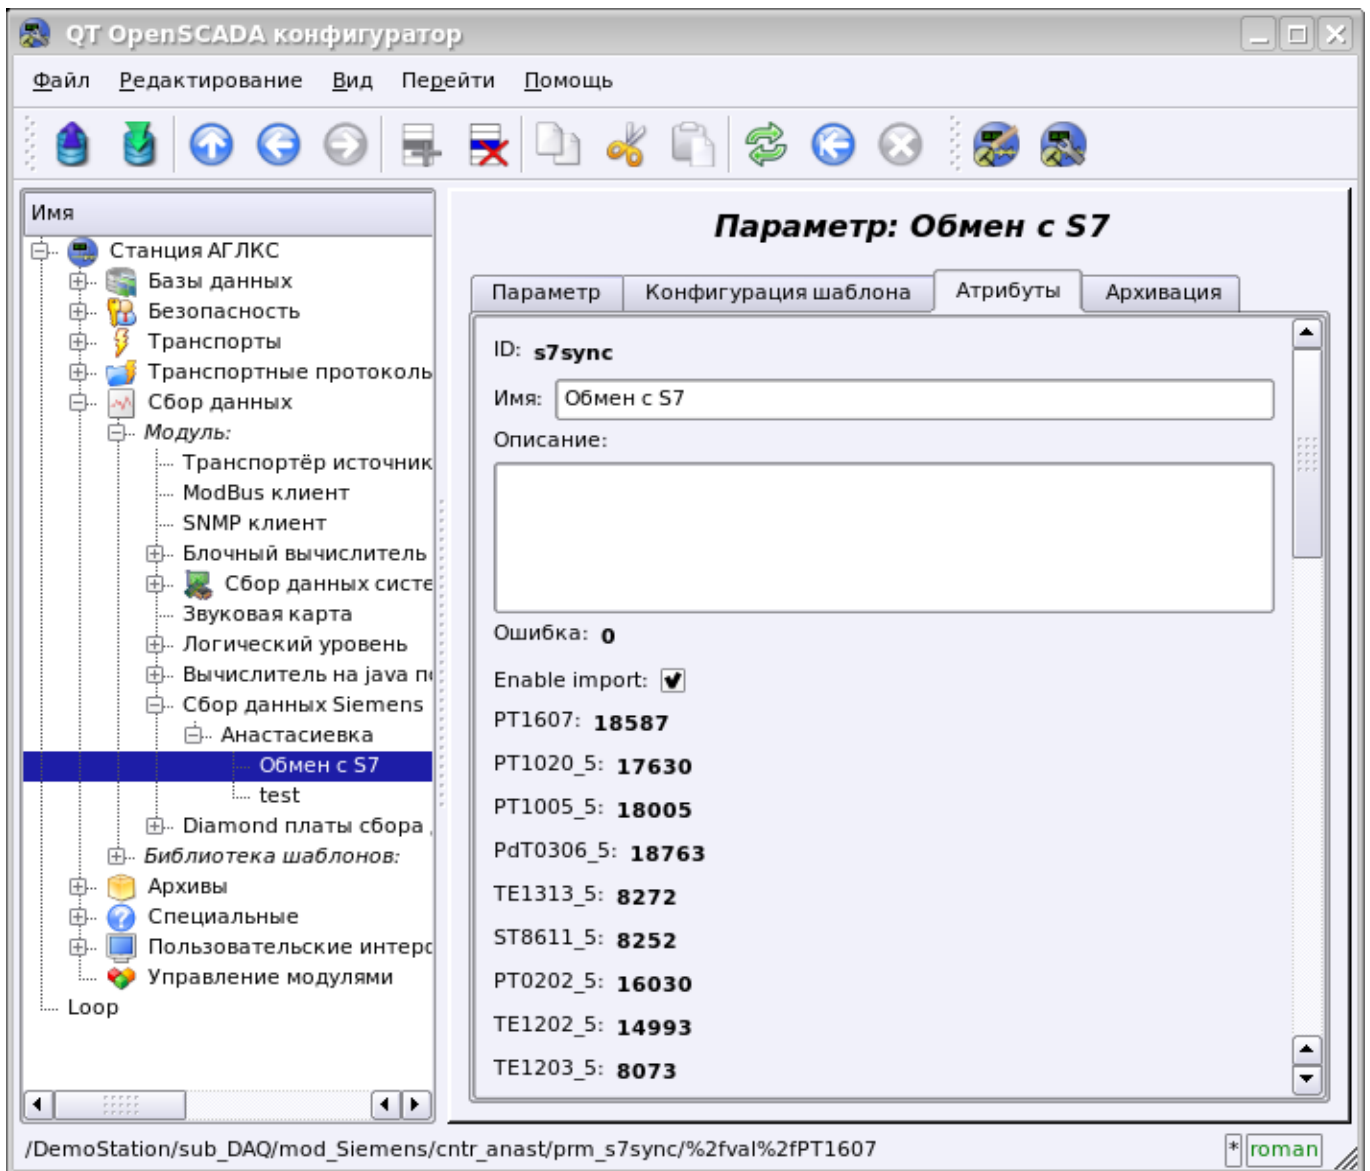 QT OpenSCADA конфигуратор
Файл Редактирование Вид Перейти Помощь
Имя
Станция АГЛКС
Базы данных
Безопасность
Транспорты
Транспортные протоколь
Сбор данных
Модуль:
Транспортёр источник
ModBus клиент
SNMP клиент
Блочный вычислитель
Сбор данных систе
Звуковая карта
Логический уровень
Вычислитель на java п
Сбор данных Siemens
Анастасиевка
Обмен с S7
test
Diamond платы сбора
Библиотека шаблонов:
Архивы
Специальные
Пользовательские интерс
Управление модулями
Loop
Параметр: Обмен с S7
Параметр Конфигурация шаблона Атрибуты Архивация
ID: s7sync
Имя: Обмен с S7
Описание:
Ошибка: 0
Enable import:
PT1607: 18587
PT1020_5: 17630
PT1005_5: 18005
PdT0306_5: 18763
TE1313_5: 8272
ST8611_5: 8252
PT0202_5: 16030
TE1202_5: 14993
TE1203_5: 8073
/DemoStation/sub_DAQ/mod_Siemens/cntr_anast/prm_s7sync/%2fval%2fPT1607
* roman